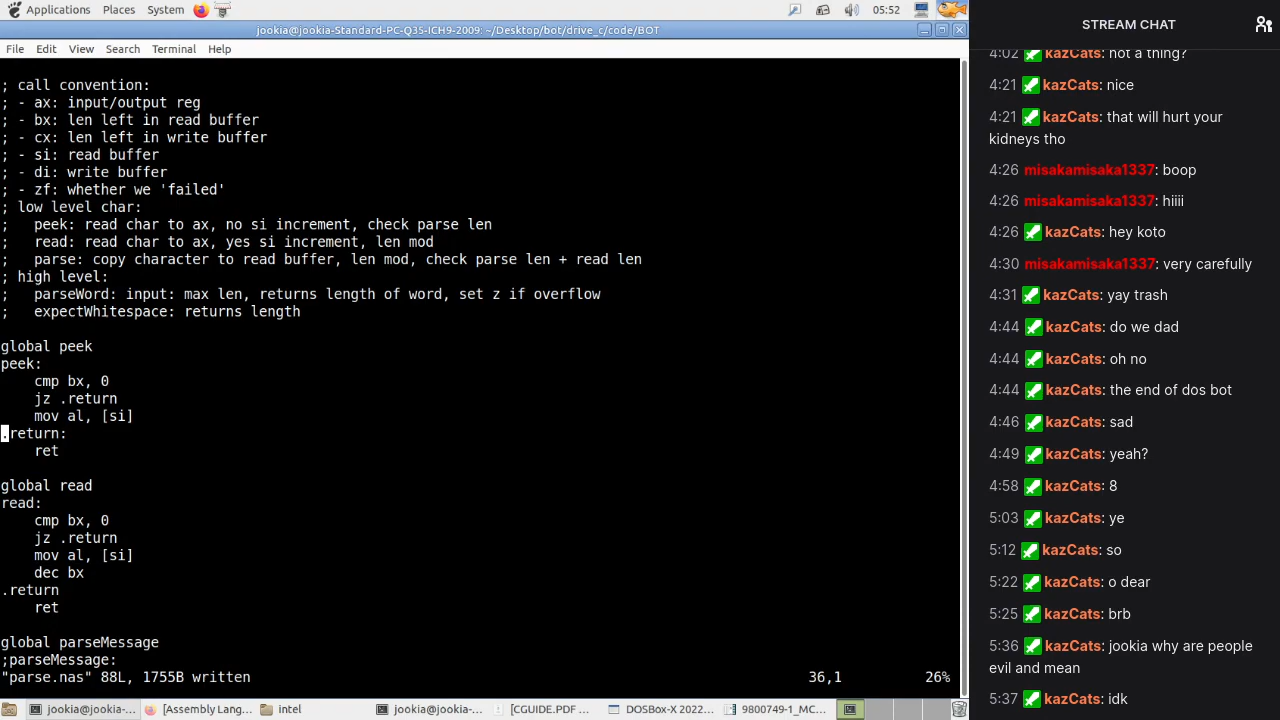 Applications Places System 05:52
jookia@jookia-Standard-PC-Q35-ICH9-2009: ~/Desktop/bot/drive_c/code/BOT
File Edit View Search Terminal Help
; call convention:
; - ax: input/output reg
; - bx: len left in read buffer
; - cx: len left in write buffer
; - si: read buffer
; - di: write buffer
; - zf: whether we 'failed'
; low level char:
;   peek: read char to ax, no si increment, check parse len
;   read: read char to ax, yes si increment, len mod
;   parse: copy character to read buffer, len mod, check parse len + read len
; high level:
;   parseWord: input: max len, returns length of word, set z if overflow
;   expectWhitespace: returns length
global peek
peek:
    cmp bx, 0
    jz .return
    mov al, [si]
.return:
    ret
global read
read:
    cmp bx, 0
    jz .return
    mov al, [si]
    dec bx
.return
    ret
global parseMessage
;parseMessage:
"parse.nas" 88L, 1755B written 36,1 26%
jookia@jookia-... [Assembly Lang... intel jookia@jookia-... [CGUIDE.PDF ... DOSBox-X 2022... 9800749-1_MC...
STREAM CHAT
4:02 kazCats: not a thing?
4:21 kazCats: nice
4:21 kazCats: that will hurt your
kidneys tho
4:26 misakamisaka1337: boop
4:26 misakamisaka1337: hiiii
4:26 kazCats: hey koto
4:30 misakamisaka1337: very carefully
4:31 kazCats: yay trash
4:44 kazCats: do we dad
4:44 kazCats: oh no
4:44 kazCats: the end of dos bot
4:46 kazCats: sad
4:49 kazCats: yeah?
4:58 kazCats: 8
5:03 kazCats: ye
5:12 kazCats: so
5:22 kazCats: o dear
5:25 kazCats: brb
5:36 kazCats: jookia why are people
evil and mean
5:37 kazCats: idk